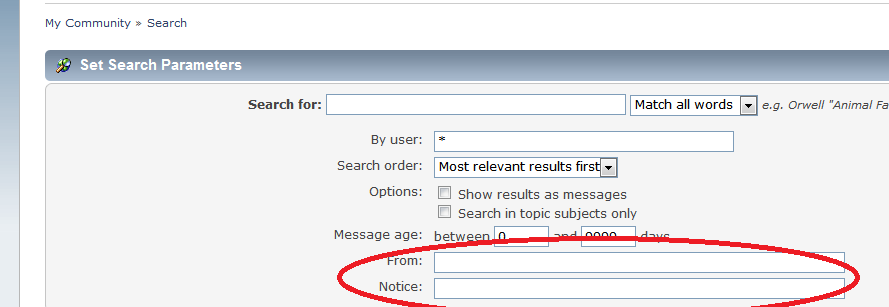 My Community » Search
Set Search Parameters
Search for: Match all words e.g. Orwell "Animal Fa
By user: *
Search order: Most relevant results first
Options: Show results as messages
Search in topic subjects only
Message age: between 0 and 9999 days
From:
Notice: